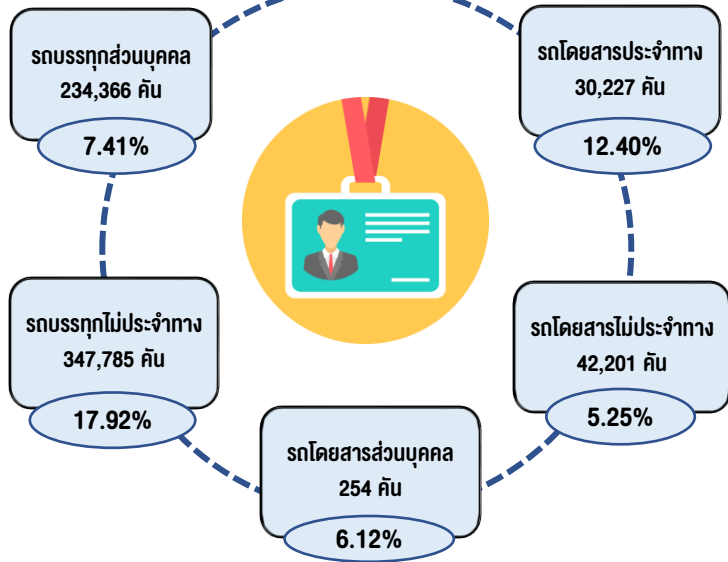 รถบรรทุกส่วนบุคคล
234,366 คัน
7.41%
รถโดยสารประจำทาง
30,227 คัน
12.40%
รถบรรทุกไม่ประจำทาง
347,785 คัน
17.92%
รถโดยสารไม่ประจำทาง
42,201 คัน
5.25%
รถโดยสารส่วนบุคคล
254 คัน
6.12%